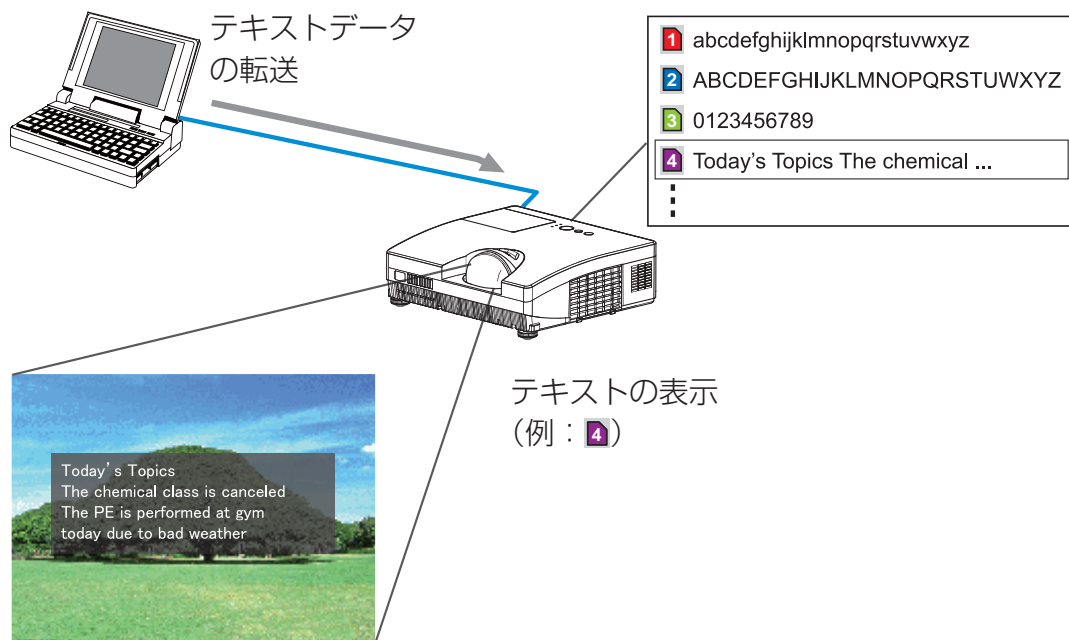 テキストデータ
の転送
1 abcdefghijklmnopqrstuvwxyz
2 ABCDEFGHIJKLMNOPQRSTUWXYZ
3 0123456789
4 Today's Topics The chemical ...
テキストの表示
(例：4)
Today's Topics
The chemical class is canceled
The PE is performed at gym
today due to bad weather